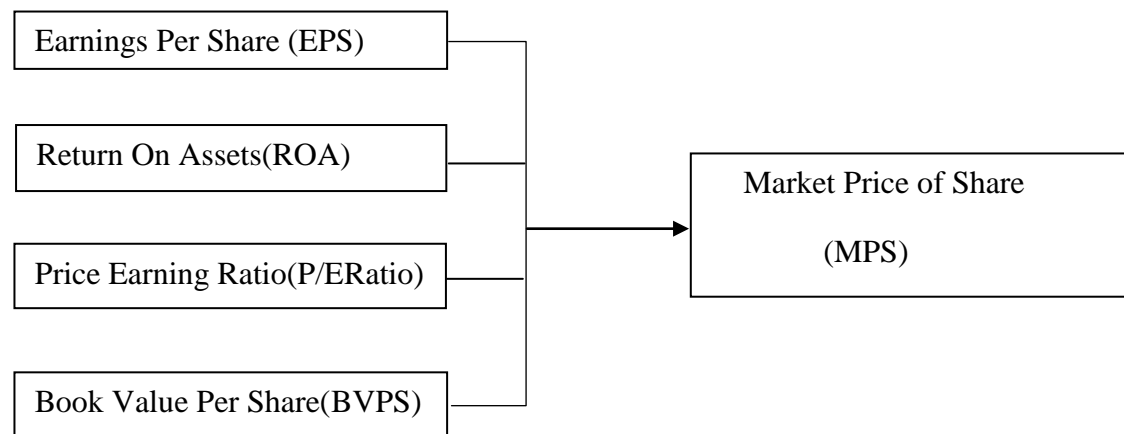 Earnings Per Share (EPS)
Return On Assets(ROA)
Market Price of Share
(MPS)
Price Earning Ratio(P/ERatio)
Book Value Per Share(BVPS)